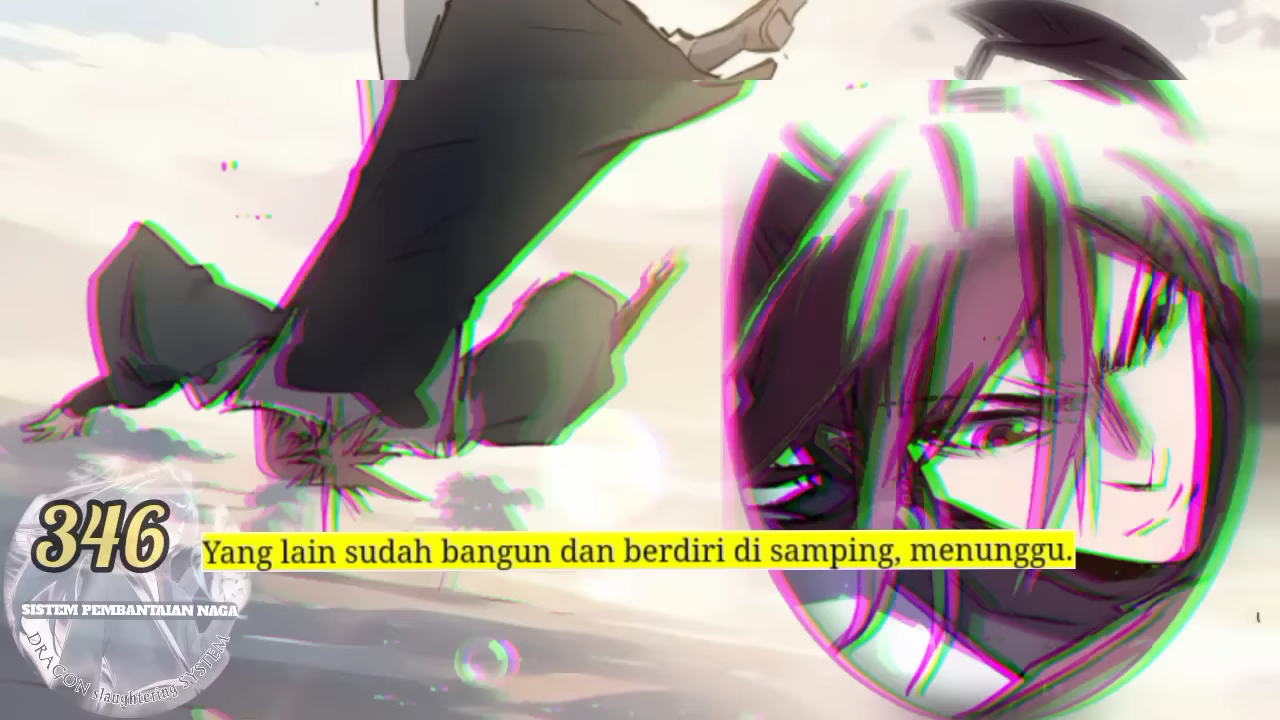 346
Yang lain sudah bangun dan berdiri di samping, menunggu.
SISTEM PEMBANTAIAN NAGA
DRAGON slaughtering SYSTEM